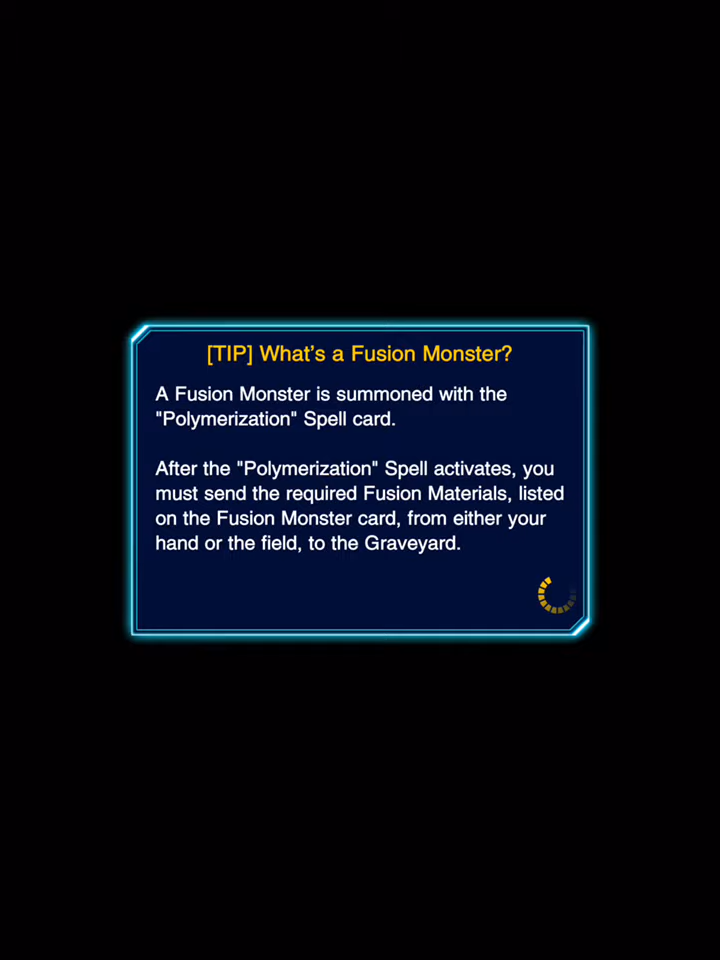 [TIP] What’s a Fusion Monster?
A Fusion Monster is summoned with the
"Polymerization" Spell card.
After the "Polymerization" Spell activates, you
must send the required Fusion Materials, listed
on the Fusion Monster card, from either your
hand or the field, to the Graveyard.